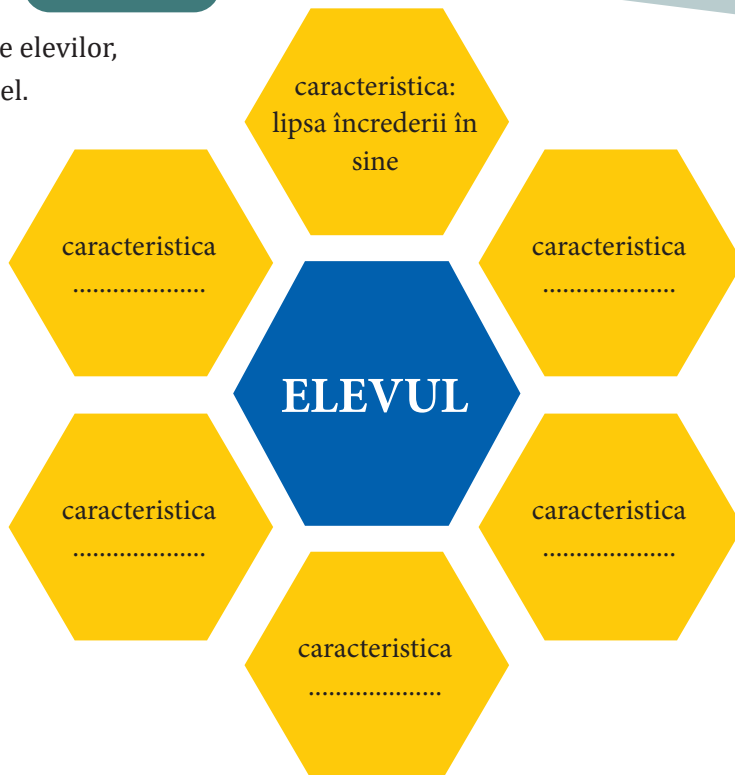 e elevilor,
el.
caracteristica:
lipsa încrederii în
sine
caracteristica
....................
caracteristica
....................
ELEVUL
caracteristica
....................
caracteristica
....................
caracteristica
....................